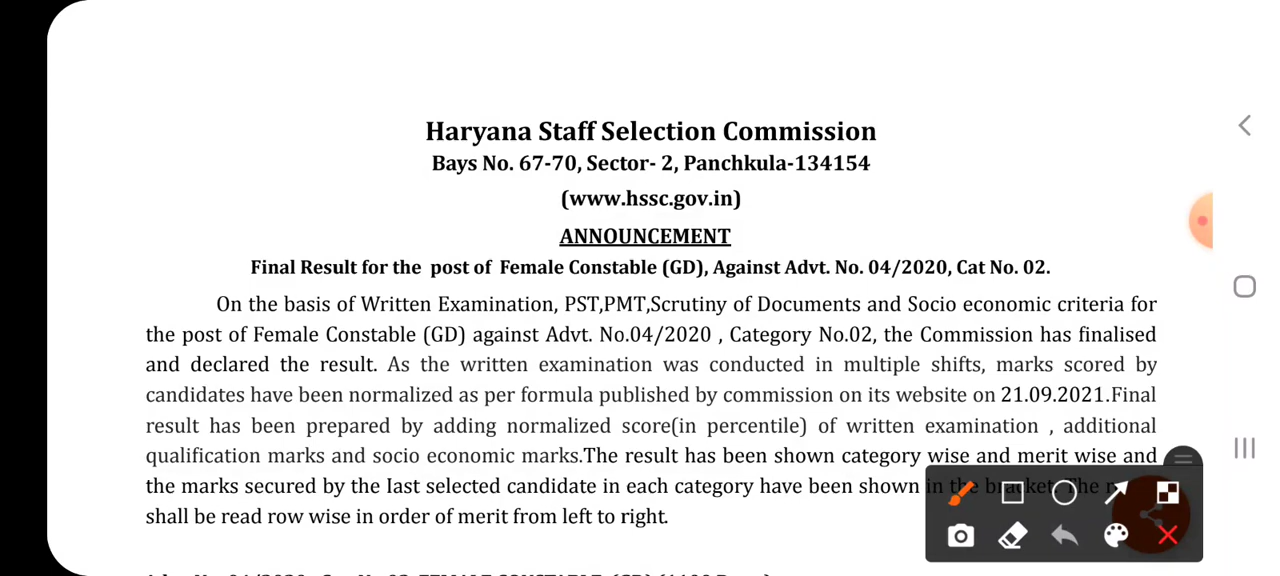 Haryana Staff Selection Commission
Bays No. 67-70, Sector- 2, Panchkula-134154
(www.hssc.gov.in)
ANNOUNCEMENT
Final Result for the post of Female Constable (GD), Against Advt. No. 04/2020, Cat No. 02.
On the basis of Written Examination, PST,PMT,Scrutiny of Documents and Socio economic criteria for
the post of Female Constable (GD) against Advt. No.04/2020 , Category No.02, the Commission has finalised
and declared the result. As the written examination was conducted in multiple shifts, marks scored by
candidates have been normalized as per formula published by commission on its website on 21.09.2021.Final
result has been prepared by adding normalized score(in percentile) of written examination , additional
qualification marks and socio economic marks.The result has been shown category wise and merit wise and
the marks secured by the last selected candidate in each category have been shown in the bracket. The
shall be read row wise in order of merit from left to right.